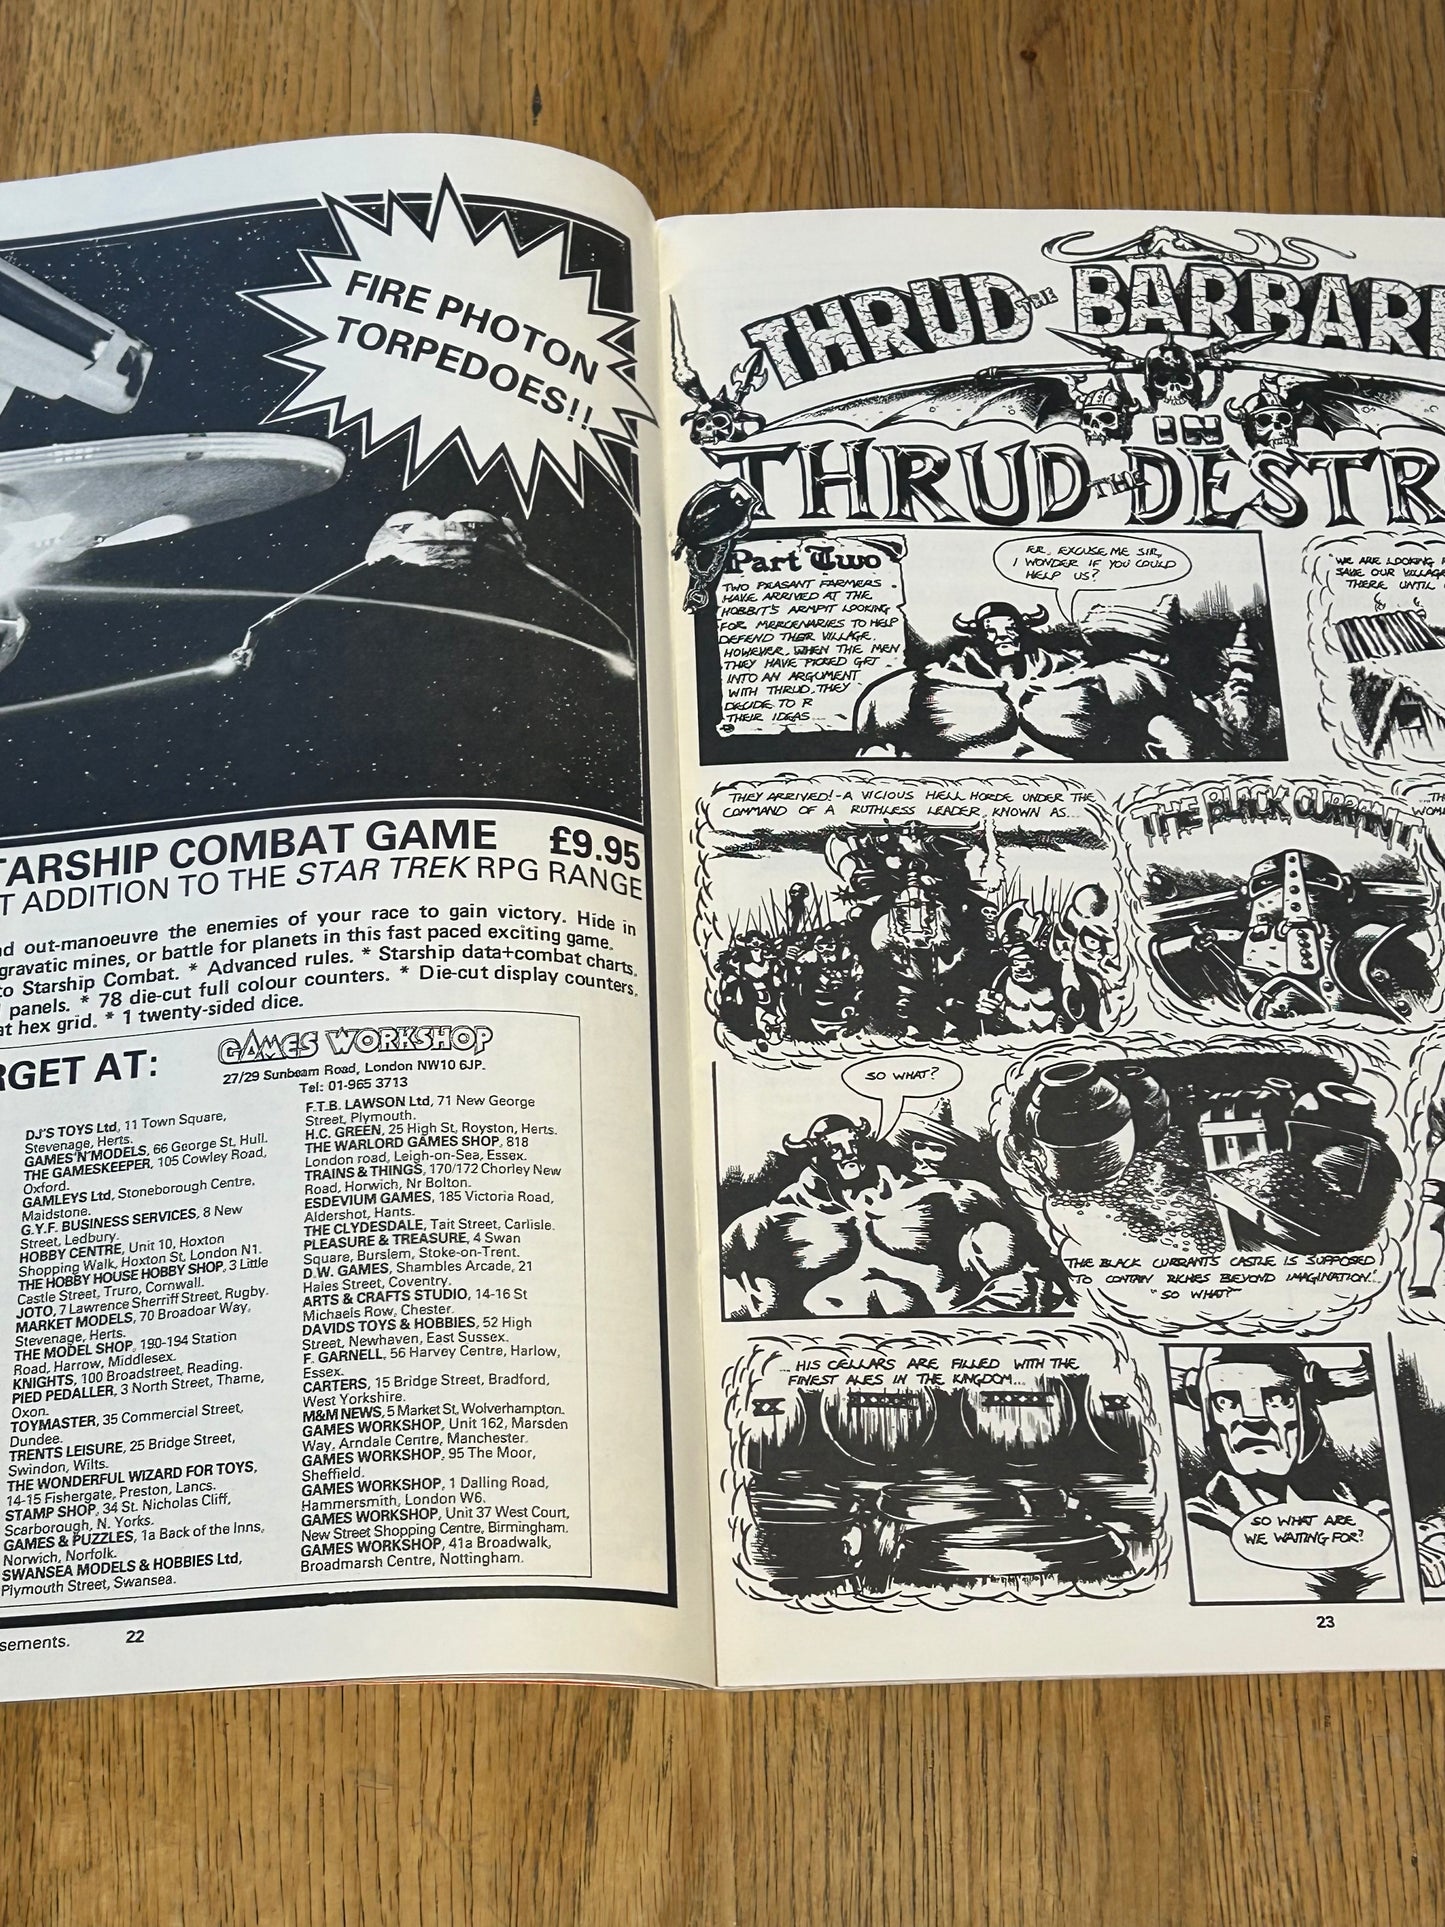 FIRE PHOTON
TORPEDOES!!
TARSHIP COMBAT GAME £9.95
T ADDITION TO THE STAR TREK RPG RANGE
nd out-manoeuvre the enemies of your race to gain victory. Hide in
gravatic mines, or battle for planets in this fast paced exciting game.
to Starship Combat. * Advanced rules. * Starship data+combat charts.
panels. * 78 die-cut full colour counters. * Die-cut display counters,
at hex grid. * 1 twenty-sided dice.
RGET AT:
GAMES WORKSHOP
27/29 Sunbeam Road, London NW10 6JP.
Tel: 01-965 3713
DJ'S TOYS Ltd, 11 Town Square,
Stevenage, Herts.
GAMES'N'MODELS, 66 George St, Hull.
THE GAMESKEEPER, 105 Cowley Road,
Oxford.
GAMLEYS Ltd, Stoneborough Centre,
Maidstone.
G.Y.F. BUSINESS SERVICES, 8 New
Street, Ledbury.
HOBBY CENTRE, Unit 10, Hoxton
Shopping Walk, Hoxton St, London N1.
THE HOBBY HOUSE HOBBY SHOP, 3 Little
Castle Street, Truro, Cornwall.
JOTO, 7 Lawrence Sherriff Street, Rugby.
MARKET MODELS, 70 Broadoar Way,
Stevenage, Herts.
THE MODEL SHOP, 190-194 Station
Road, Harrow, Middlesex.
KNIGHTS, 100 Broadstreet, Reading.
PIED PEDALLER, 3 North Street, Thame,
Oxon.
TOYMASTER, 35 Commercial Street,
Dundee.
TRENTS LEISURE, 25 Bridge Street,
Swindon, Wilts.
THE WONDERFUL WIZARD FOR TOYS,
14-15 Fishergate, Preston, Lancs.
STAMP SHOP, 34 St. Nicholas Cliff,
Scarborough, N. Yorks.
GAMES & PUZZLES, 1a Back of the Inns,
Norwich, Norfolk.
SWANSEA MODELS & HOBBIES Ltd,
Plymouth Street, Swansea.
F.T.B. LAWSON Ltd, 71 New George
Street, Plymouth.
H.C. GREEN, 25 High St, Royston, Herts.
THE WARLORD GAMES SHOP, 818
London road, Leigh-on-Sea, Essex.
TRAINS & THINGS, 170/172 Chorley New
Road, Horwich, Nr Bolton.
ESDEVIUM GAMES, 185 Victoria Road,
Aldershot, Hants.
THE CLYDESDALE, Tait Street, Carlisle.
PLEASURE & TREASURE, 4 Swan
Square, Burslem, Stoke-on-Trent.
D.W. GAMES, Shambles Arcade, 21
Hales Street, Coventry.
ARTS & CRAFTS STUDIO, 14-16 St
Michaels Row, Chester.
DAVIDS TOYS & HOBBIES, 52 High
Street, Newhaven, East Sussex.
F. GARNELL, 56 Harvey Centre, Harlow,
Essex.
CARTERS, 15 Bridge Street, Bradford,
West Yorkshire.
M&M NEWS, 5 Market St, Wolverhampton.
GAMES WORKSHOP, Unit 162, Marsden
Way, Arndale Centre, Manchester.
GAMES WORKSHOP, 95 The Moor,
Sheffield.
GAMES WORKSHOP, 1 Dalling Road,
Hammersmith, London W6.
GAMES WORKSHOP, Unit 37 West Court,
New Street Shopping Centre, Birmingham.
GAMES WORKSHOP, 41a Broadwalk,
Broadmarsh Centre, Nottingham.
sements. 22
THRUD THE BARBARI
IN
THRUD THE DESTR
Part Two
TWO PEASANT FARMERS
HAVE ARRIVED AT THE
HOBBIT'S ARMPIT LOOKING
FOR MERCENARIES TO HELP
DEFEND THEIR VILLAGE.
HOWEVER, WHEN THE MEN
THEY HAVE PICKED GET
INTO AN ARGUMENT
WITH THRUD, THEY
DECIDE TO R
THEIR IDEAS...
ER, EXCUSE ME SIR,
I WONDER IF YOU COULD
HELP US?
"WE ARE LOOKING
SAVE OUR VILLAGE
THERE UNTIL
THEY ARRIVED!-A VICIOUS HELL HORDE UNDER THE
COMMAND OF A RUTHLESS LEADER, KNOWN AS...
THE BLACK CURRANT
...TH
WOM
SO WHAT?
THE BLACK CURRANT'S CASTLE IS SUPPOSED
TO CONTAIN RICHES BEYOND IMAGINATION."
"SO WHAT?"
... HIS CELLARS ARE FILLED WITH THE
FINEST ALES IN THE KINGDOM...
XX
XXXX
XXXX
XX
SO WHAT ARE
WE WAITING FOR?
23